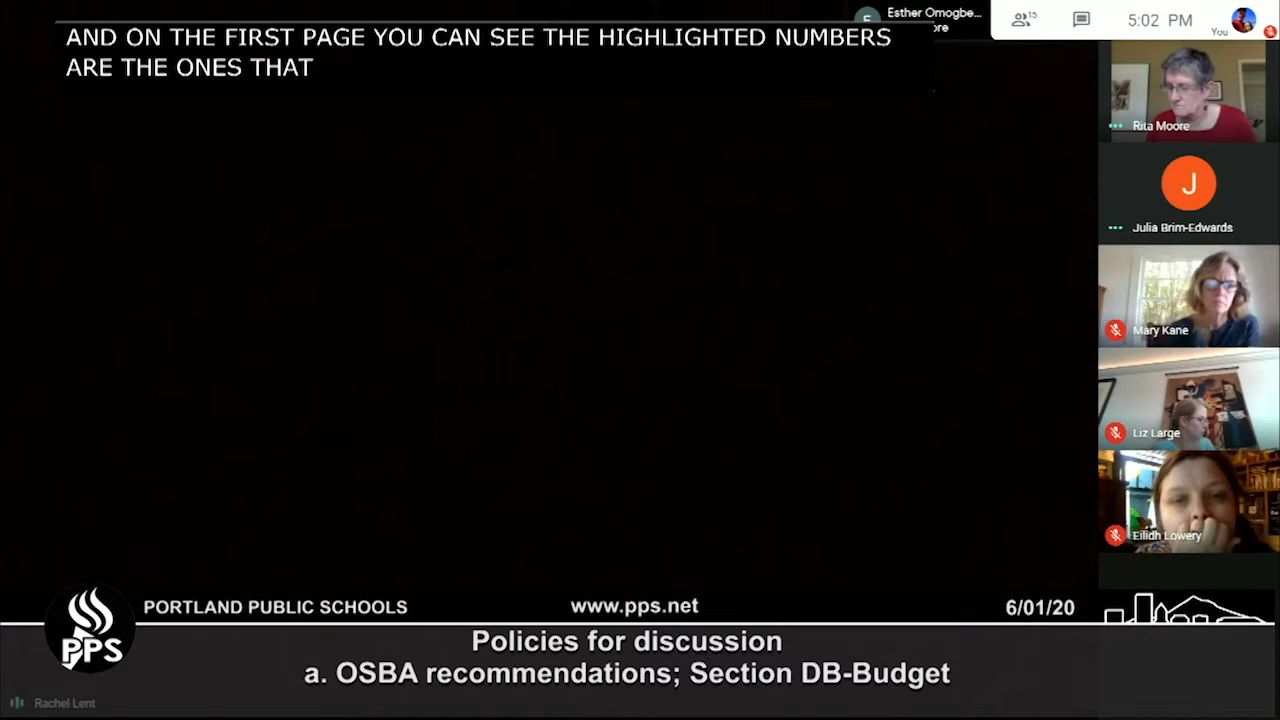 AND ON THE FIRST PAGE YOU CAN SEE THE HIGHLIGHTED NUMBERS
ARE THE ONES THAT
E
Esther Omogbe...
ore
15
5:02 PM
You
Rita Moore
J
Julia Brim-Edwards
Mary Kane
Liz Large
Eilidh Lowery
PORTLAND PUBLIC SCHOOLS
www.pps.net
6/01/20
PPS
Policies for discussion
a. OSBA recommendations; Section DB-Budget
Rachel Lent